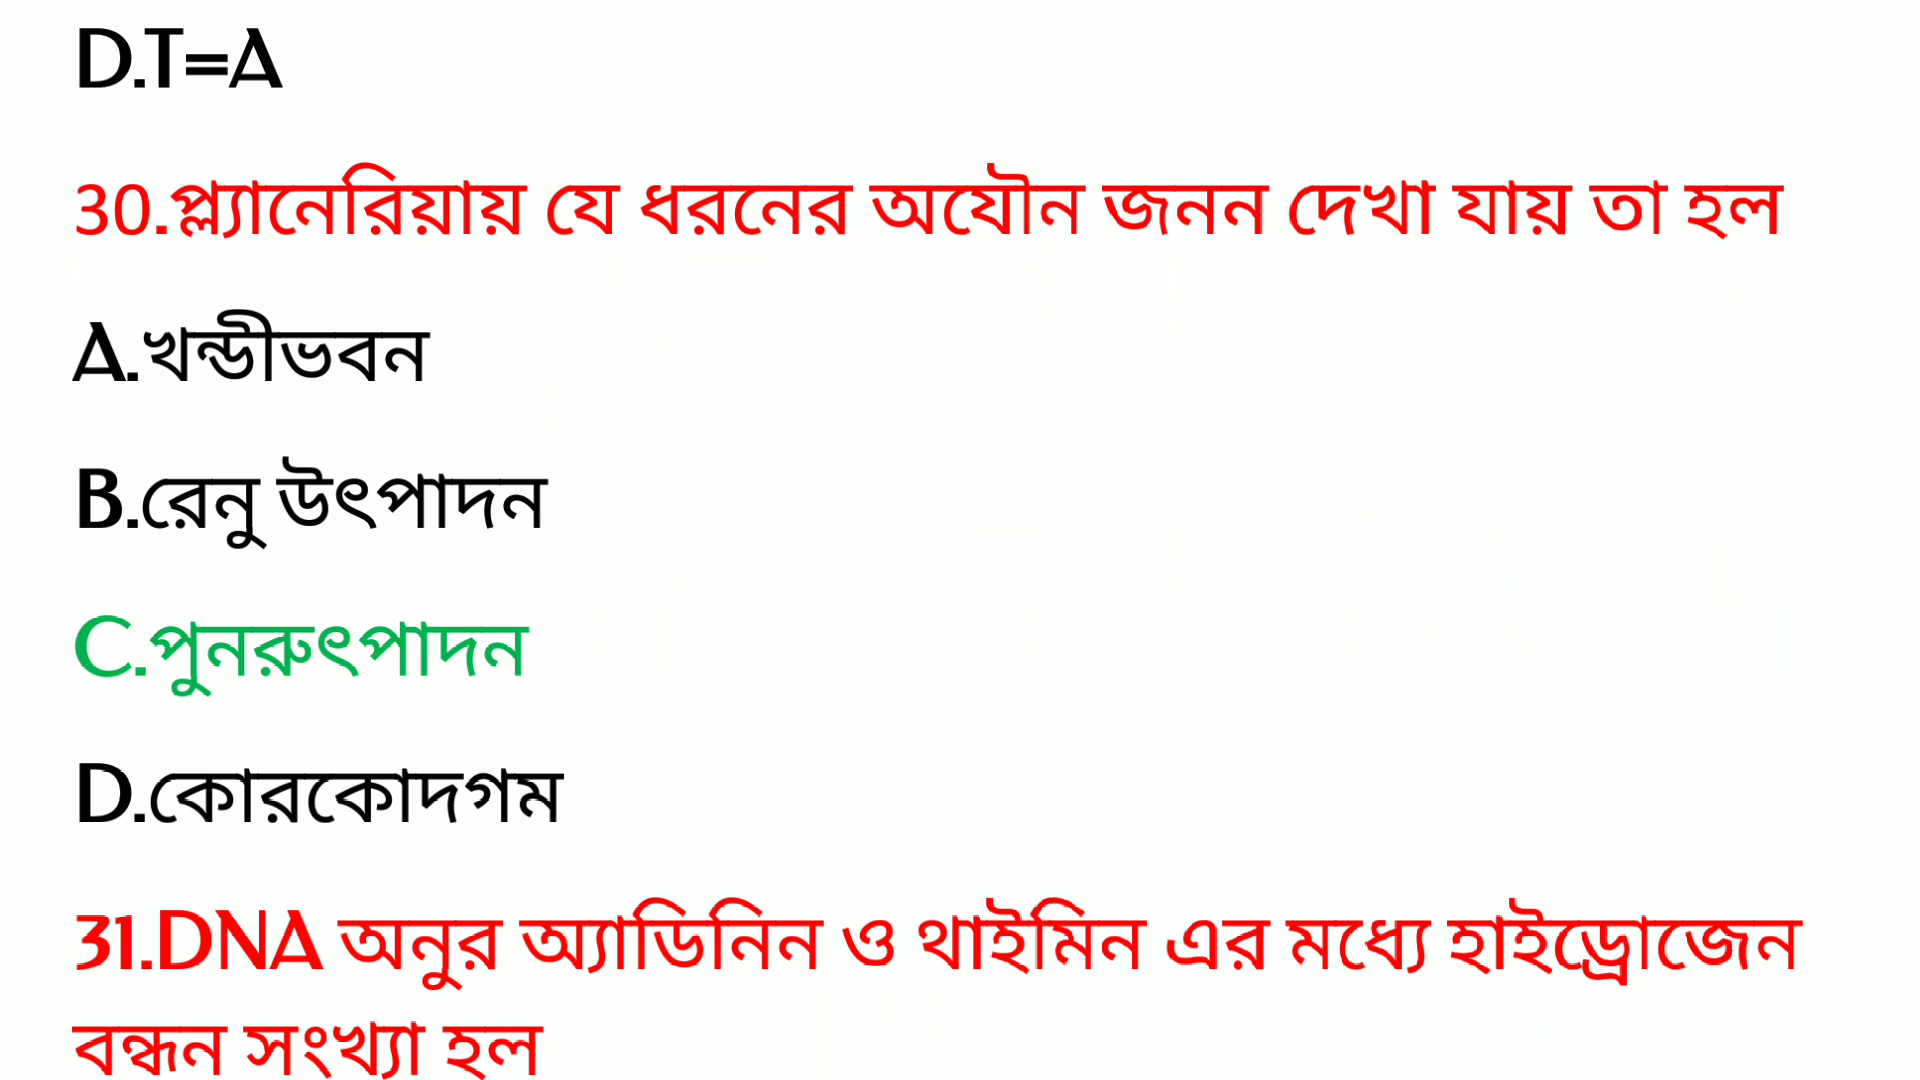 D.T=A
30.প্ল্যানেরিয়ায় যে ধরনের অযৌন জনন দেখা যায় তা হল
A.খন্ডীভবন
B.রেনু উৎপাদন
C.পুনরুৎপাদন
D.কোরকোদগম
31.DNA অনুর অ্যাডিনিন ও থাইমিন এর মধ্যে হাইড্রোজেন
বন্ধন সংখ্যা হল